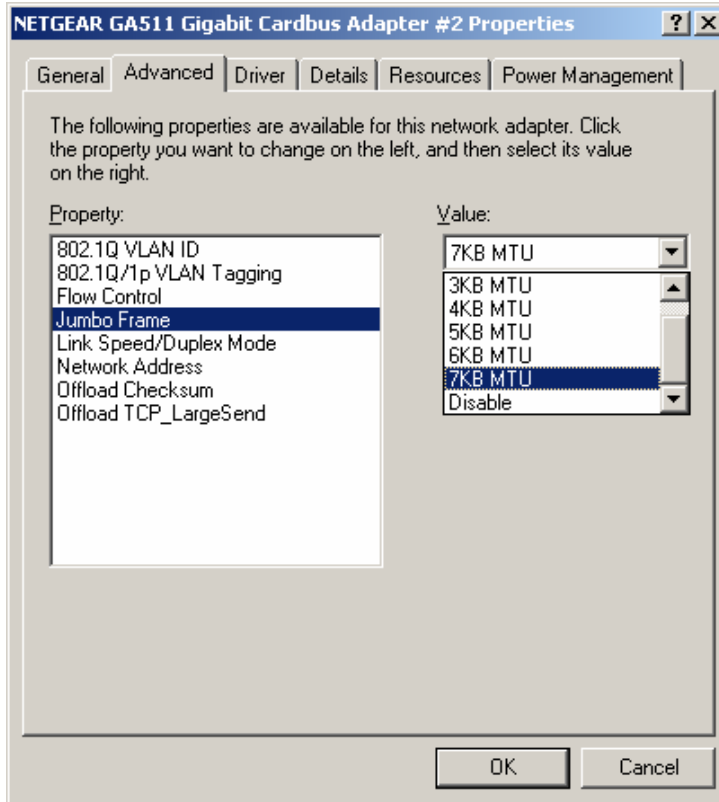 NETGEAR GA511 Gigabit Cardbus Adapter #2 Properties
General Advanced Driver Details Resources Power Management
The following properties are available for this network adapter. Click
the property you want to change on the left, and then select its value
on the right.
Property:
802.1Q VLAN ID
802.1Q/1p VLAN Tagging
Flow Control
Jumbo Frame
Link Speed/Duplex Mode
Network Address
Offload Checksum
Offload TCP_LargeSend
Value:
7KB MTU
3KB MTU
4KB MTU
5KB MTU
6KB MTU
7KB MTU
Disable
OK Cancel